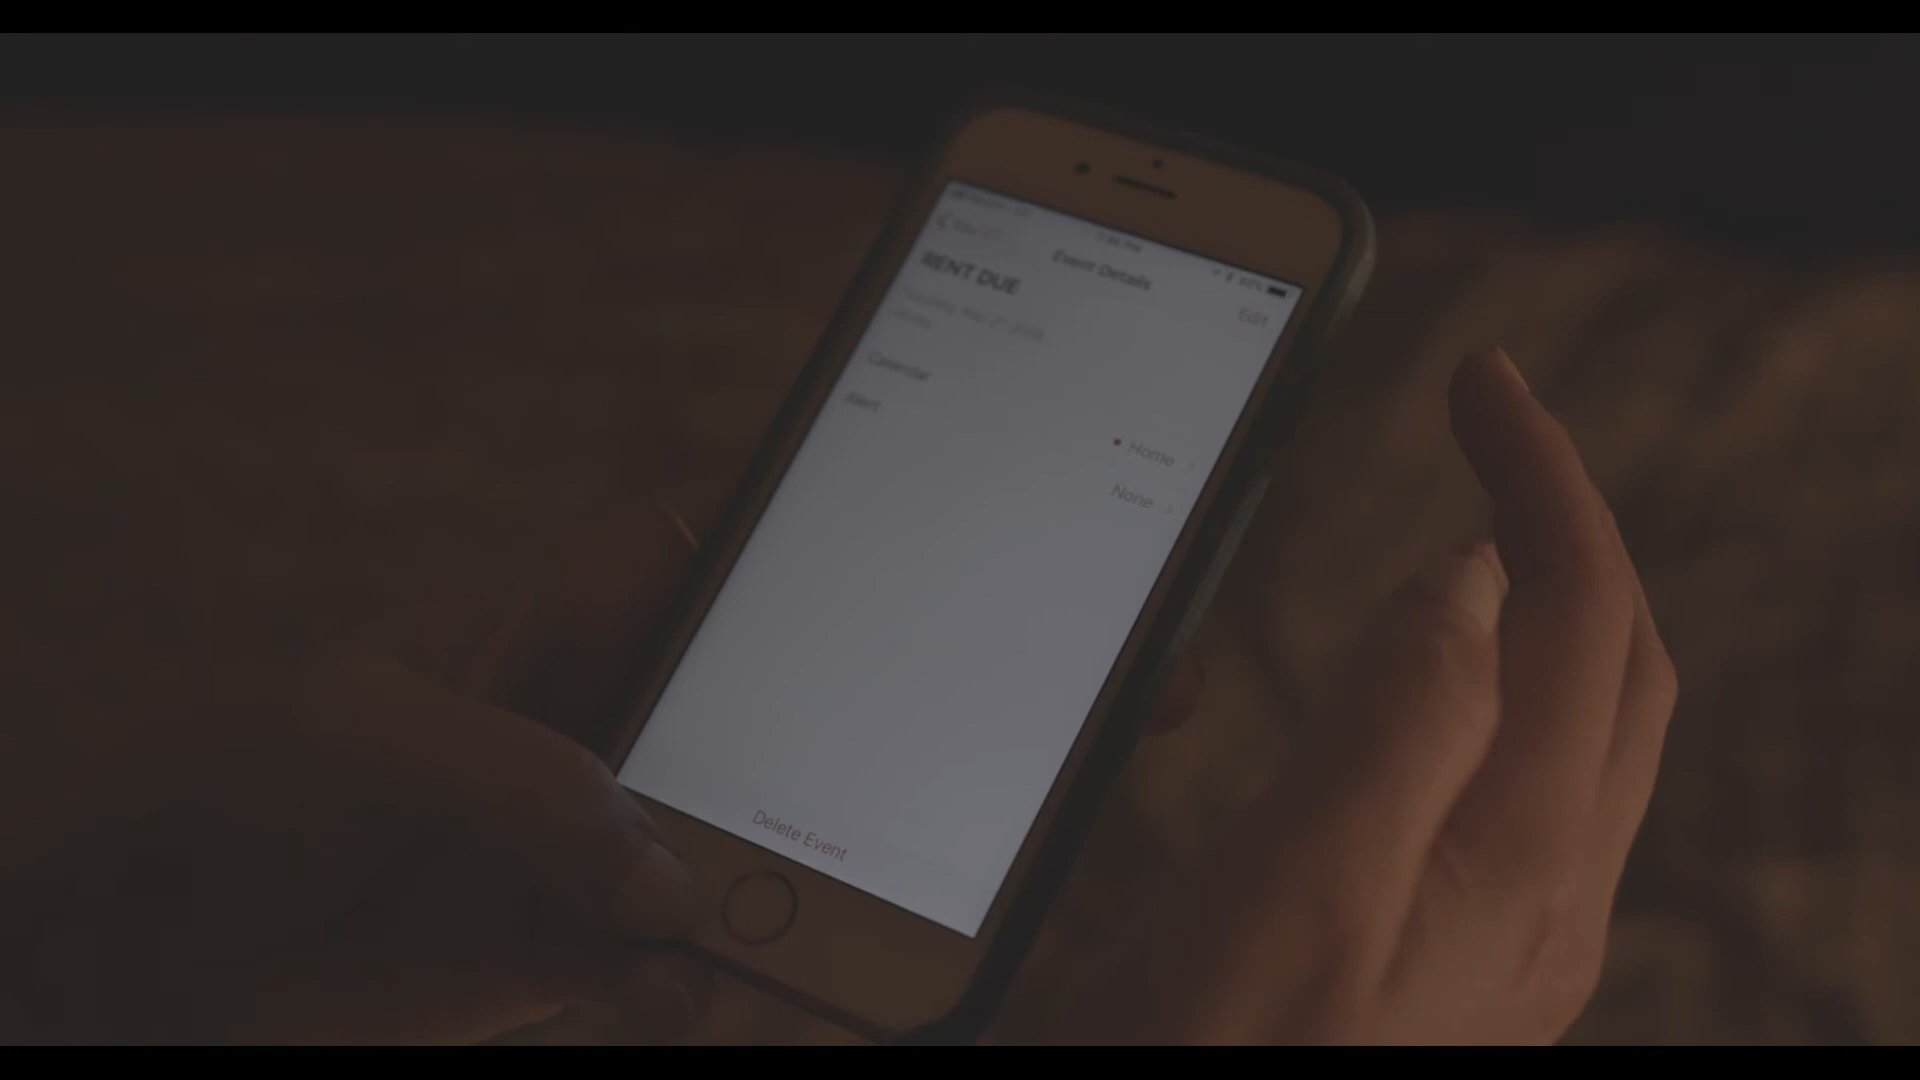 Event Details
Edit
RENT DUE
Calendar
Home
Alert
None
Delete Event